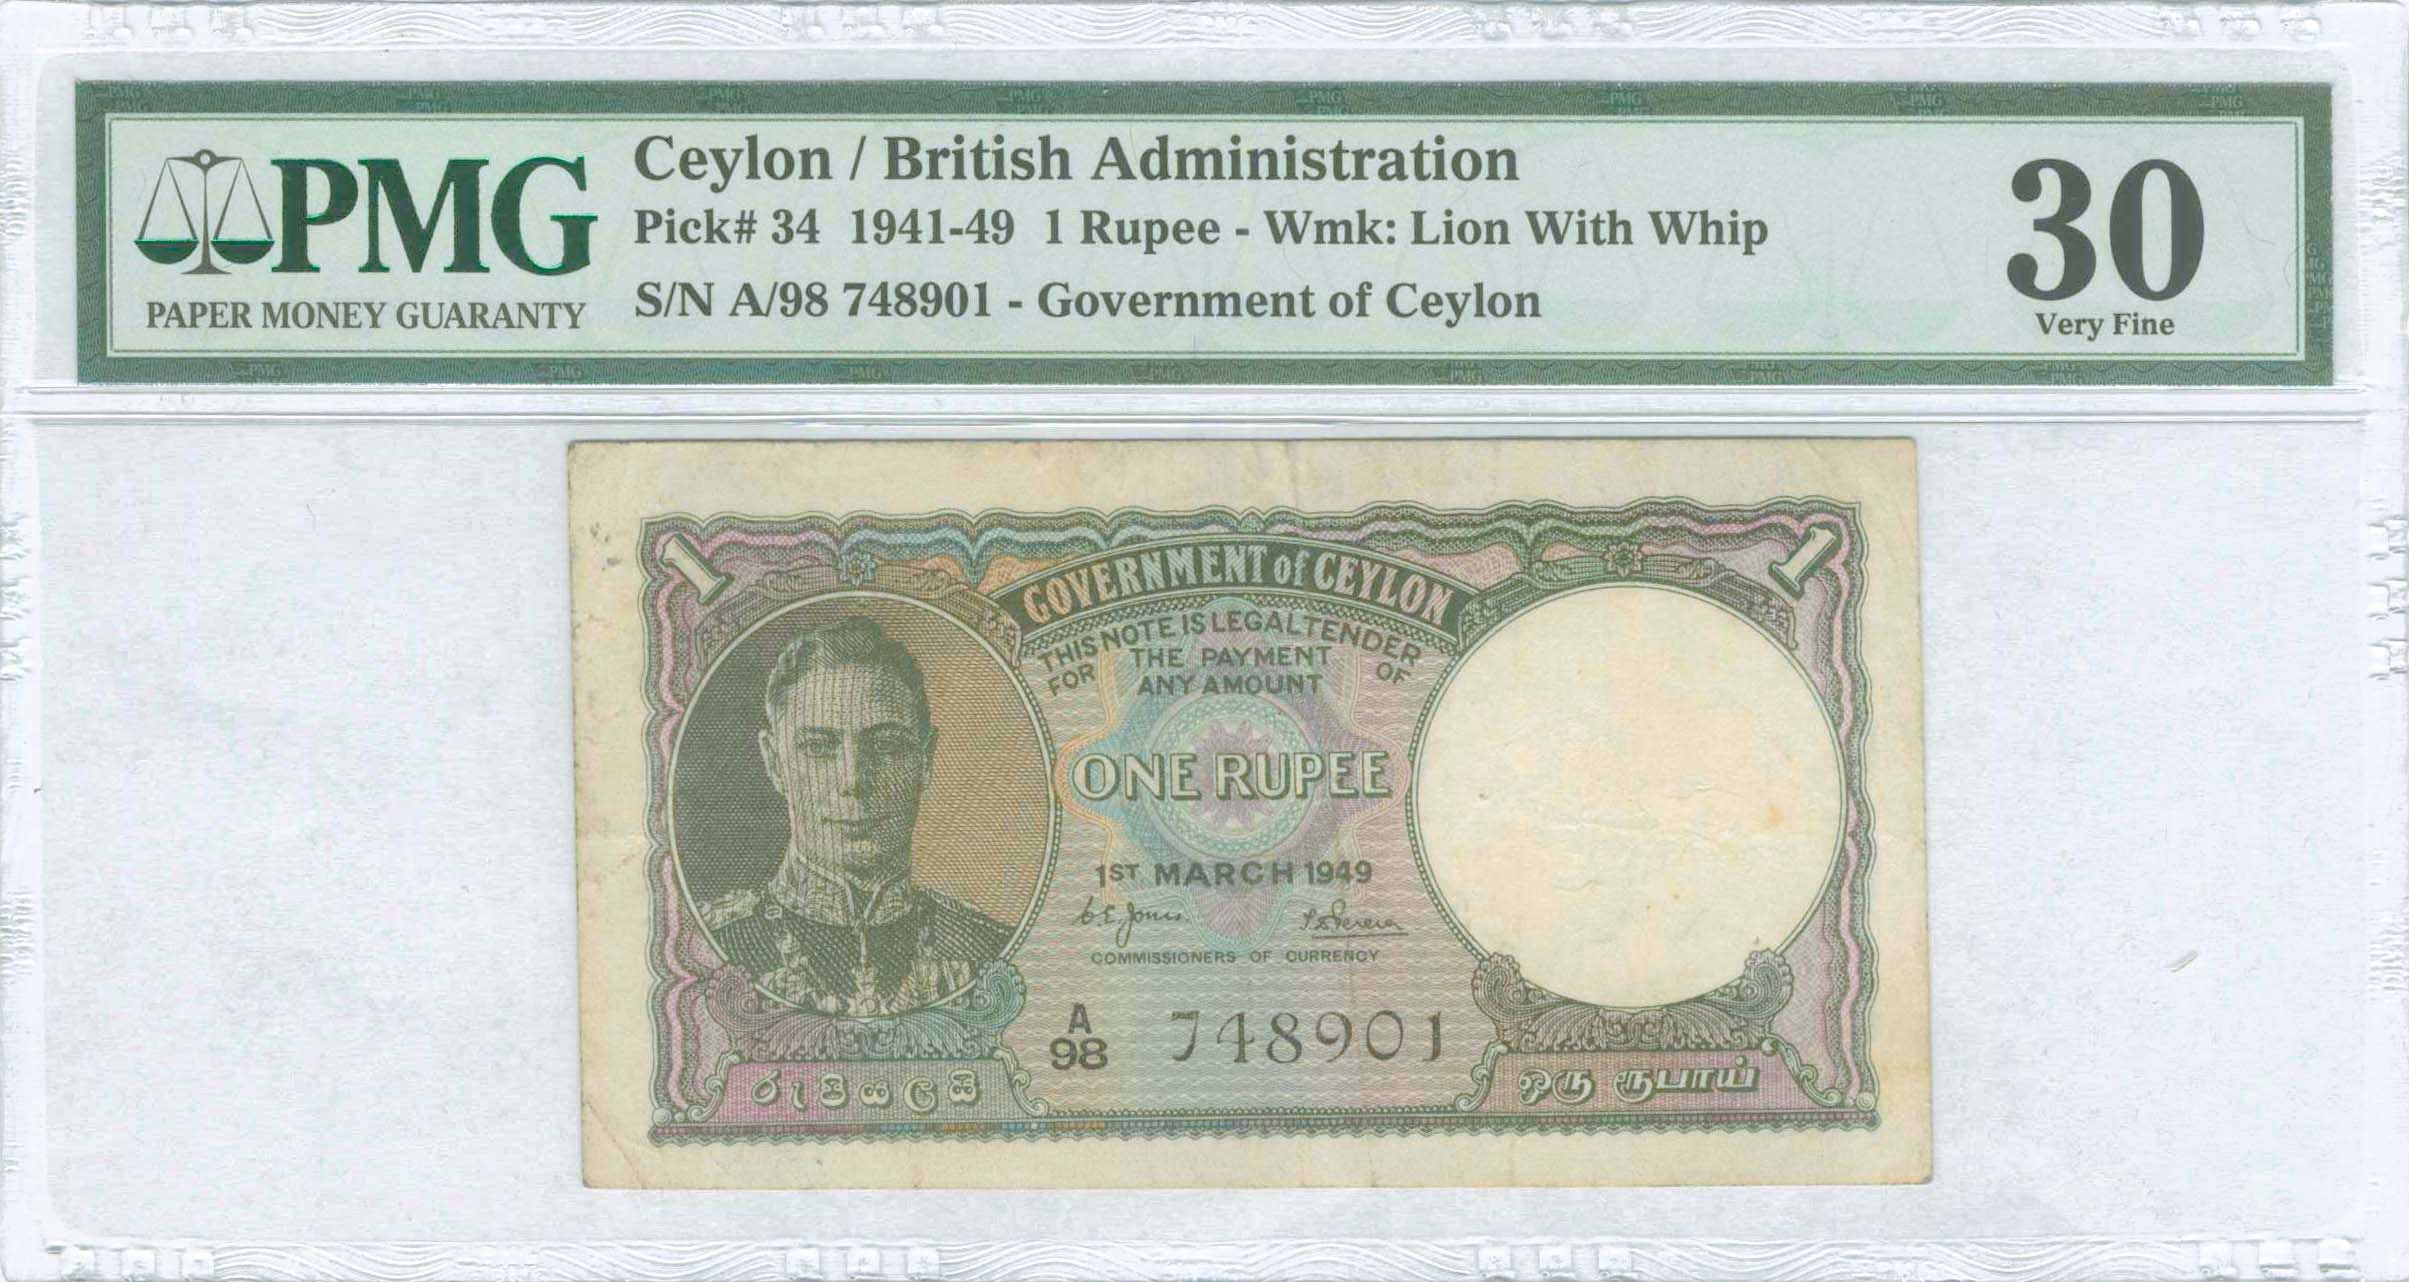 PMG
PAPER MONEY GUARANTY
Ceylon / British Administration
Pick# 34 1941-49 1 Rupee - Wmk: Lion With Whip
S/N A/98 748901 - Government of Ceylon
30
Very Fine
1
1
GOVERNMENT of CEYLON
THIS NOTE IS LEGAL TENDER
FOR THE PAYMENT OF
ANY AMOUNT
ONE RUPEE
1ST MARCH 1949
C.E. Jones
COMMISSIONERS OF CURRENCY
A
98
748901
රුපියලයි
ஒரு ரூபாய்